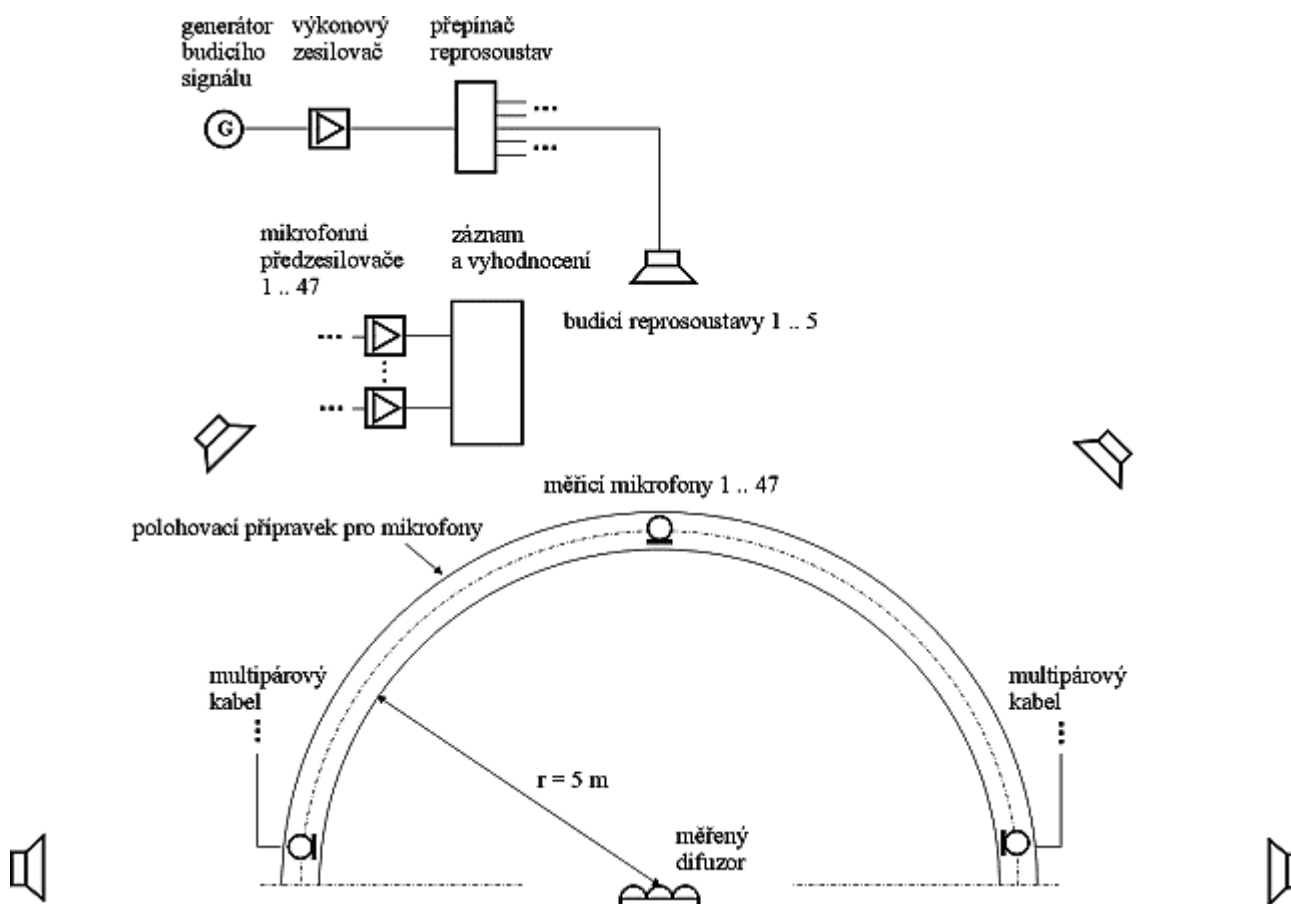 generátor
budicího
signálu
výkonový
zesilovač
přepínač
reprosoustav
G
mikrofonní
předzesilovače
1 .. 47
záznam
a vyhodnocení
budicí reprosoustavy 1 .. 5
měřicí mikrofony 1 .. 47
polohovací přípravek pro mikrofony
multipárový
kabel
multipárový
kabel
r = 5 m
měřený
difuzor